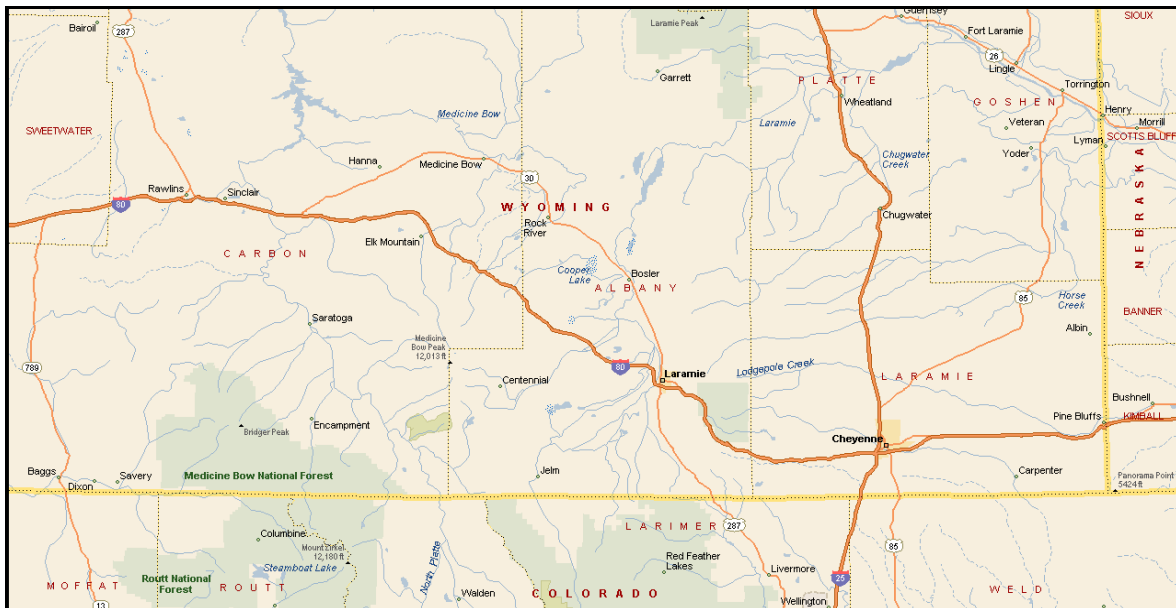 Bairoil
287
Laramie Peak
Guernsey
SIOUX
Fort Laramie
26
Lingle
Garrett
PLATTE
Torrington
Wheatland
GOSHEN
Henry
SWEETWATER
Medicine Bow
Laramie
Veteran
Morrill
SCOTTS BLUFF
Lyman
Hanna
Medicine Bow
Chugwater
Creek
Yoder
30
Rawlins
Sinclair
80
WYOMING
NEBRASKA
Rock
River
Chugwater
Elk Mountain
CARBON
Cooper
Lake
Bosler
ALBANY
85
Horse
Creek
Saratoga
BANNER
Albin
Medicine
Bow Peak
12,013 ft
789
80
Laramie
Lodgepole Creek
LARAMIE
Centennial
Bushnell
Encampment
Bridger Peak
Pine Bluffs
KIMBALL
Cheyenne
Baggs
Dixon
Savery
Medicine Bow National Forest
Jelm
Carpenter
Panorama Point
5424 ft
LARIMER
287
Columbine
Mount Zirkel
12,180 ft
85
Steamboat Lake
North Platte
Red Feather
Lakes
Livermore
25
MOFFAT
Routt National
Forest
ROUTT
Walden
COLORADO
WELD
Wellington
13